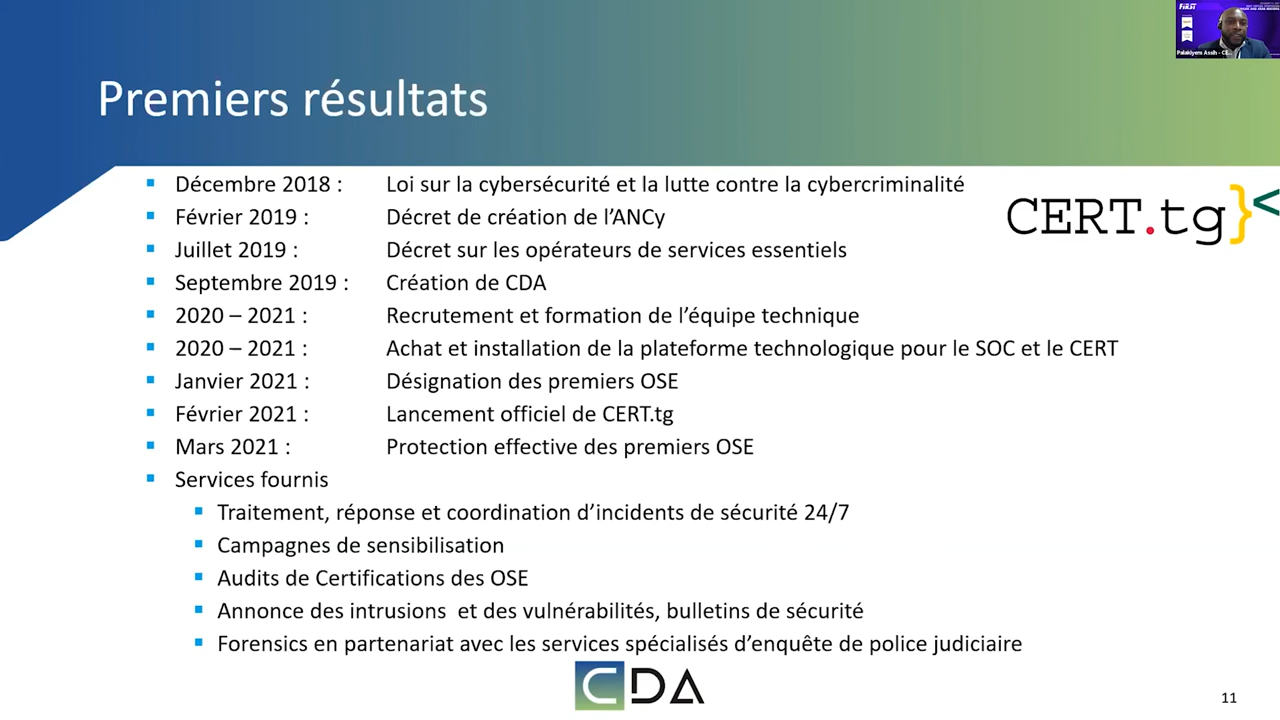 FIRST
Palakiyem Assih - CE...
Premiers résultats
Décembre 2018 : Loi sur la cybersécurité et la lutte contre la cybercriminalité
Février 2019 : Décret de création de l’ANCy
Juillet 2019 : Décret sur les opérateurs de services essentiels
Septembre 2019 : Création de CDA
2020 – 2021 : Recrutement et formation de l’équipe technique
2020 – 2021 : Achat et installation de la plateforme technologique pour le SOC et le CERT
Janvier 2021 : Désignation des premiers OSE
Février 2021 : Lancement officiel de CERT.tg
Mars 2021 : Protection effective des premiers OSE
Services fournis
Traitement, réponse et coordination d’incidents de sécurité 24/7
Campagnes de sensibilisation
Audits de Certifications des OSE
Annonce des intrusions et des vulnérabilités, bulletins de sécurité
Forensics en partenariat avec les services spécialisés d’enquête de police judiciaire
CERT.tg}<
CDA
11